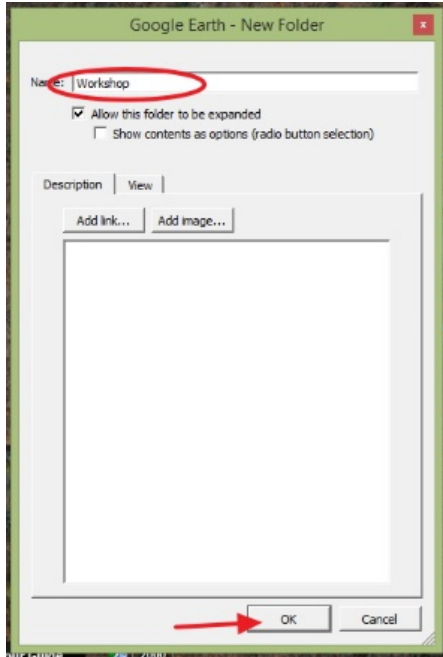 Google Earth - New Folder
x
Name: Workshop
Allow this folder to be expanded
Show contents as options (radio button selection)
Description View
Add link... Add image...
OK Cancel
2000